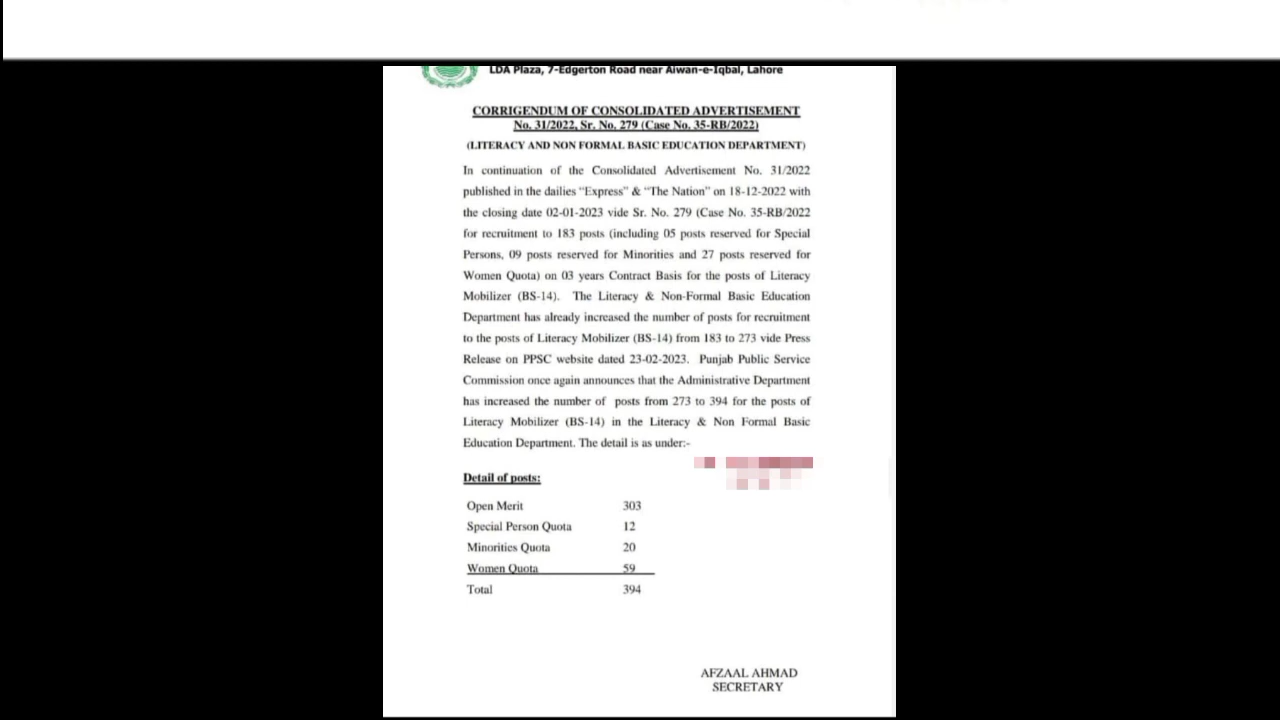 LDA Plaza, 7-Edgerton Road near Aiwan-e-Iqbal, Lahore
CORRIGENDUM OF CONSOLIDATED ADVERTISEMENT
No. 31/2022, Sr. No. 279 (Case No. 35-RB/2022)
(LITERACY AND NON FORMAL BASIC EDUCATION DEPARTMENT)
In continuation of the Consolidated Advertisement No. 31/2022
published in the dailies “Express” & “The Nation” on 18-12-2022 with
the closing date 02-01-2023 vide Sr. No. 279 (Case No. 35-RB/2022
for recruitment to 183 posts (including 05 posts reserved for Special
Persons, 09 posts reserved for Minorities and 27 posts reserved for
Women Quota) on 03 years Contract Basis for the posts of Literacy
Mobilizer (BS-14). The Literacy & Non-Formal Basic Education
Department has already increased the number of posts for recruitment
to the posts of Literacy Mobilizer (BS-14) from 183 to 273 vide Press
Release on PPSC website dated 23-02-2023. Punjab Public Service
Commission once again announces that the Administrative Department
has increased the number of posts from 273 to 394 for the posts of
Literacy Mobilizer (BS-14) in the Literacy & Non Formal Basic
Education Department. The detail is as under:-
Detail of posts:
Open Merit 303
Special Person Quota 12
Minorities Quota 20
Women Quota 59
Total 394
AFZAAL AHMAD
SECRETARY